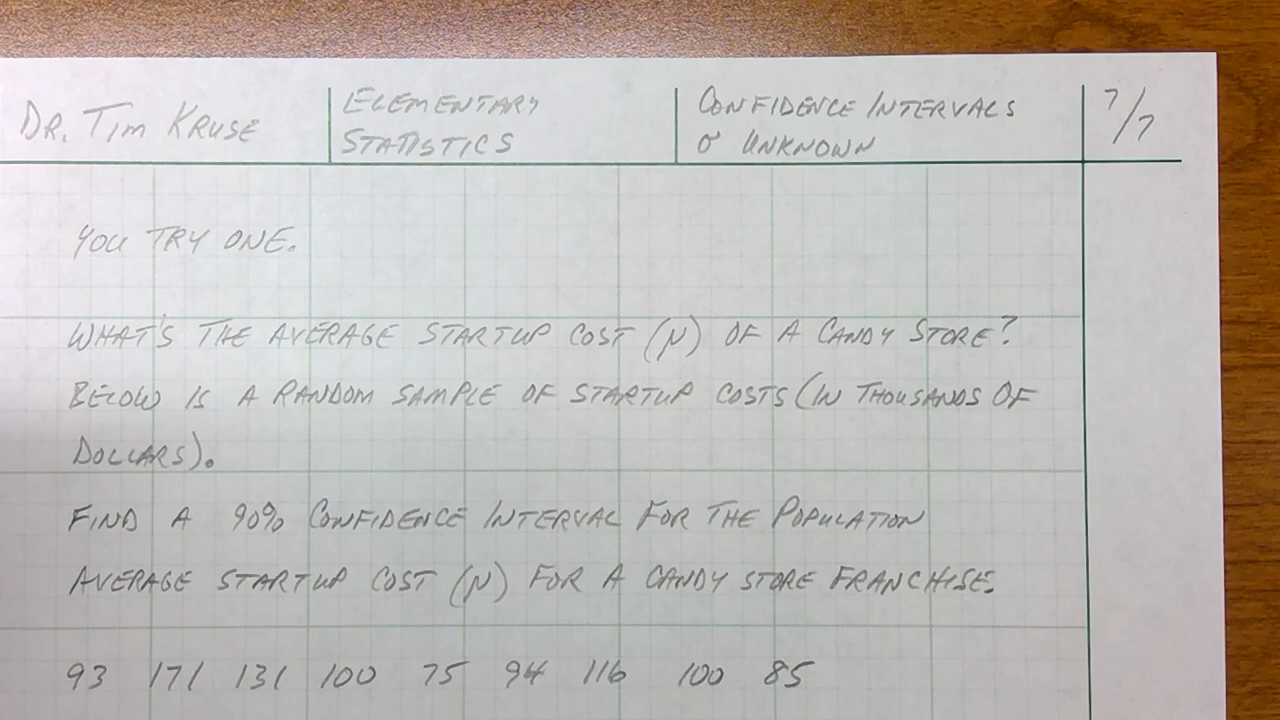 DR. TIM KRUSE
ELEMENTARY
STATISTICS
CONFIDENCE INTERVALS
σ UNKNOWN
7/7
YOU TRY ONE.
WHAT'S THE AVERAGE STARTUP COST (μ) OF A CANDY STORE?
BELOW IS A RANDOM SAMPLE OF STARTUP COSTS (IN THOUSANDS OF
DOLLARS).
FIND A 90% CONFIDENCE INTERVAL FOR THE POPULATION
AVERAGE STARTUP COST (μ) FOR A CANDY STORE FRANCHISE.
93 171 131 100 75 94 116 100 85